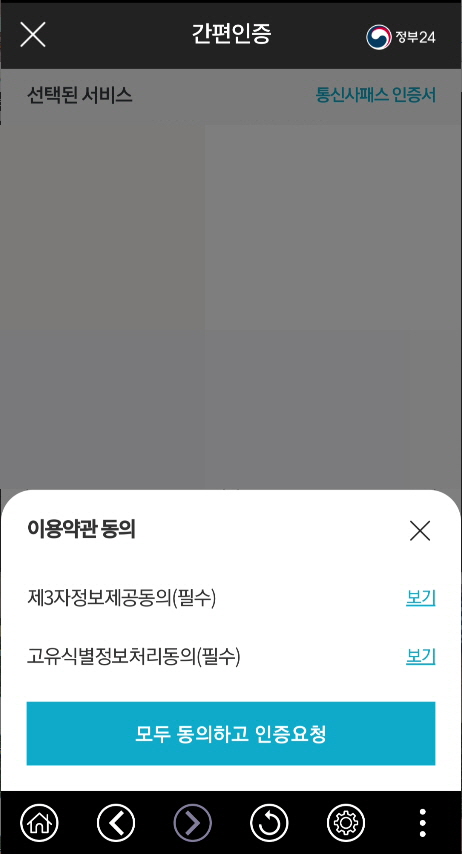 간편인증
정부24
선택된 서비스
통신사패스 인증서
이용약관 동의
제3자정보제공동의(필수)
보기
고유식별정보처리동의(필수)
보기
모두 동의하고 인증요청